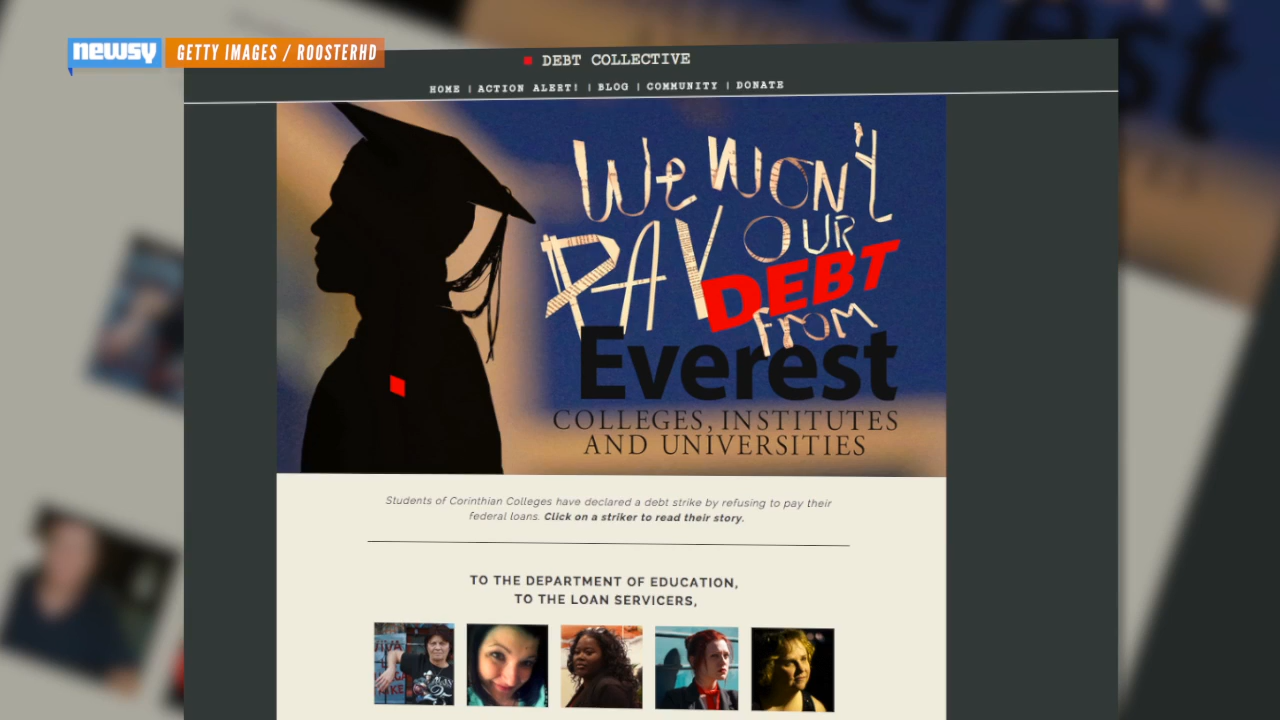 newsy GETTY IMAGES / ROOSTERHD
DEBT COLLECTIVE
HOME | ACTION ALERT! | BLOG | COMMUNITY | DONATE
We WON'T
PAY OUR
DEBT
FROM
Everest
COLLEGES, INSTITUTES
AND UNIVERSITIES
Students of Corinthian Colleges have declared a debt strike by refusing to pay their
federal loans. Click on a striker to read their story.
TO THE DEPARTMENT OF EDUCATION,
TO THE LOAN SERVICERS,